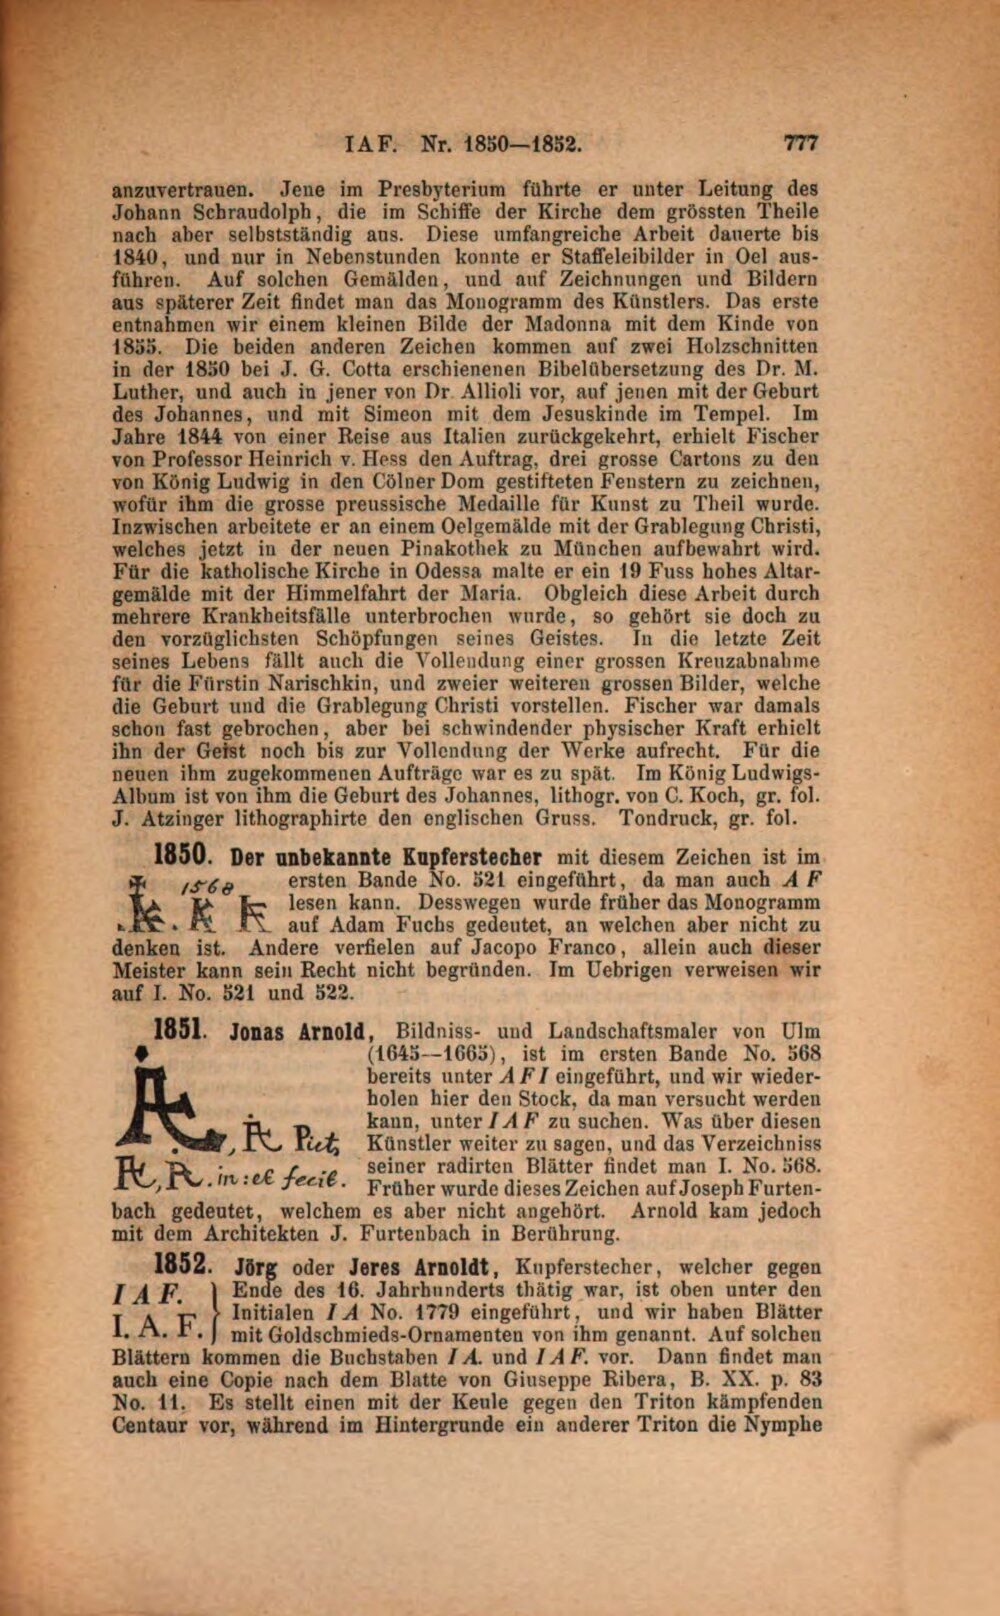 IAF. Nr. 1850—1852. 777
anzuvertrauen. Jene im Presbyterium führte er unter Leitung des
Johann Schraudolph, die im Schiffe der Kirche dem grössten Theile
nach aber selbstständig aus. Diese umfangreiche Arbeit dauerte bis
1840, und nur in Nebenstunden konnte er Staffeleibilder in Oel aus-
führen. Auf solchen Gemälden, und auf Zeichnungen und Bildern
aus späterer Zeit findet man das Monogramm des Künstlers. Das erste
entnahmen wir einem kleinen Bilde der Madonna mit dem Kinde von
1855. Die beiden anderen Zeichen kommen auf zwei Holzschnitten
in der 1850 bei J. G. Cotta erschienenen Bibelübersetzung des Dr. M.
Luther, und auch in jener von Dr. Allioli vor, auf jenen mit der Geburt
des Johannes, und mit Simeon mit dem Jesuskinde im Tempel. Im
Jahre 1844 von einer Reise aus Italien zurückgekehrt, erhielt Fischer
von Professor Heinrich v. Hess den Auftrag, drei grosse Cartons zu den
von König Ludwig in den Cölner Dom gestifteten Fenstern zu zeichnen,
wofür ihm die grosse preussische Medaille für Kunst zu Theil wurde.
Inzwischen arbeitete er an einem Oelgemälde mit der Grablegung Christi,
welches jetzt in der neuen Pinakothek zu München aufbewahrt wird.
Für die katholische Kirche in Odessa malte er ein 19 Fuss hohes Altar-
gemälde mit der Himmelfahrt der Maria. Obgleich diese Arbeit durch
mehrere Krankheitsfälle unterbrochen wurde, so gehört sie doch zu
den vorzüglichsten Schöpfungen seines Geistes. In die letzte Zeit
seines Lebens fällt auch die Vollendung einer grossen Kreuzabnahme
für die Fürstin Narischkin, und zweier weiteren grossen Bilder, welche
die Geburt und die Grablegung Christi vorstellen. Fischer war damals
schon fast gebrochen, aber bei schwindender physischer Kraft erhielt
ihn der Geist noch bis zur Vollendung der Werke aufrecht. Für die
neuen ihm zugekommenen Aufträge war es zu spät. Im König Ludwigs-
Album ist von ihm die Geburt des Johannes, lithogr. von C. Koch, gr. fol.
J. Atzinger lithographirte den englischen Gruss. Tondruck, gr. fol.
1850. Der unbekannte Kupferstecher mit diesem Zeichen ist im
1568 ersten Bande No. 521 eingeführt, da man auch A F
lesen kann. Desswegen wurde früher das Monogramm
auf Adam Fuchs gedeutet, an welchen aber nicht zu
denken ist. Andere verfielen auf Jacopo Franco, allein auch dieser
Meister kann sein Recht nicht begründen. Im Uebrigen verweisen wir
auf I. No. 521 und 522.
1851. Jonas Arnold, Bildniss- und Landschaftsmaler von Ulm
(1645—1665), ist im ersten Bande No. 568
bereits unter A F I eingeführt, und wir wieder-
holen hier den Stock, da man versucht werden
kann, unter I A F zu suchen. Was über diesen
Pict, Künstler weiter zu sagen, und das Verzeichniss
in: et fecit. seiner radirten Blätter findet man I. No. 568.
Früher wurde dieses Zeichen auf Joseph Furten-
bach gedeutet, welchem es aber nicht angehört. Arnold kam jedoch
mit dem Architekten J. Furtenbach in Berührung.
1852. Jörg oder Jeres Arnoldt, Kupferstecher, welcher gegen
I A F. Ende des 16. Jahrhunderts thätig war, ist oben unter den
Initialen I A No. 1779 eingeführt, und wir haben Blätter
I. A. F. mit Goldschmieds-Ornamenten von ihm genannt. Auf solchen
Blättern kommen die Buchstaben I A. und I A F. vor. Dann findet man
auch eine Copie nach dem Blatte von Giuseppe Ribera, B. XX. p. 83
No. 11. Es stellt einen mit der Keule gegen den Triton kämpfenden
Centaur vor, während im Hintergrunde ein anderer Triton die Nymphe